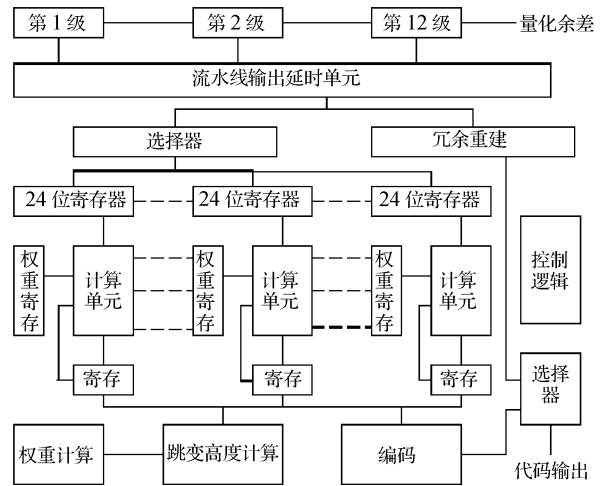 第1级
第2级
第12级
量化余差
流水线输出延时单元
选择器
冗余重建
24位寄存器
24位寄存器
24位寄存器
权重寄存
计算单元
权重寄存
计算单元
权重寄存
计算单元
控制逻辑
寄存
寄存
寄存
选择器
权重计算
跳变高度计算
编码
代码输出